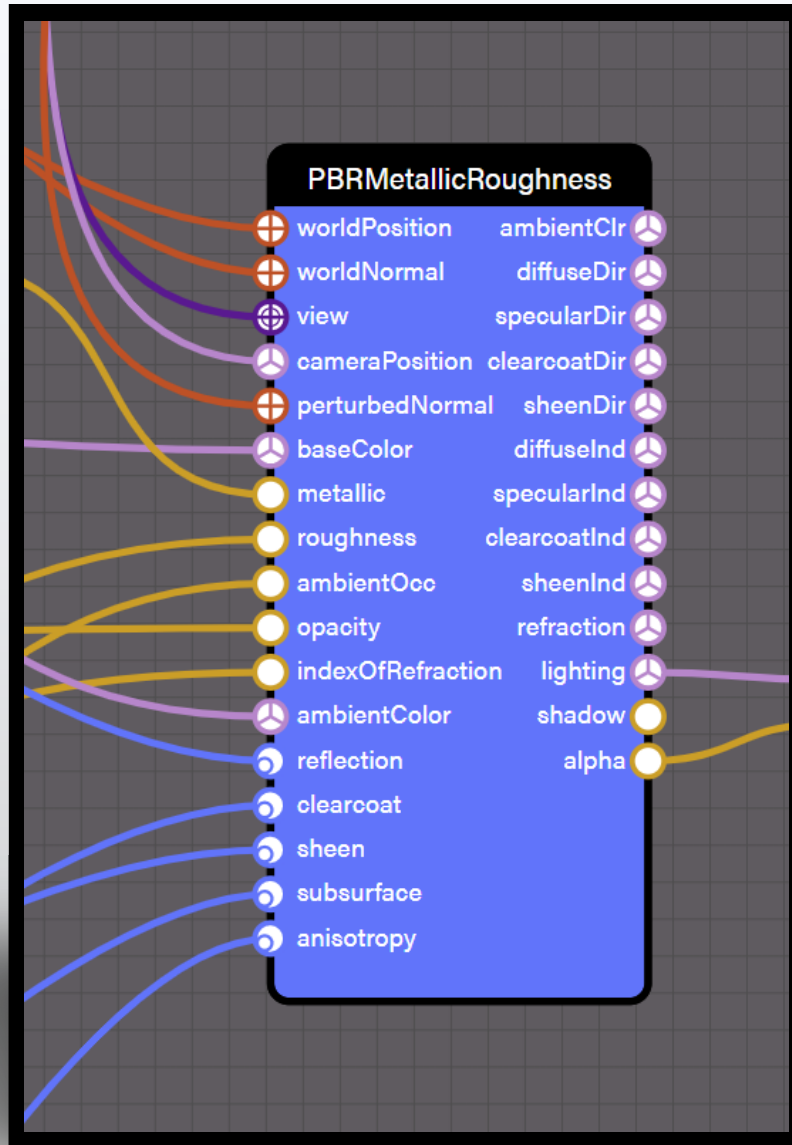 PBRMetallicRoughness
worldPosition ambientClr
worldNormal diffuseDir
view specularDir
cameraPosition clearcoatDir
perturbedNormal sheenDir
baseColor diffuseInd
metallic specularInd
roughness clearcoatInd
ambientOcc sheenInd
opacity refraction
indexOfRefraction lighting
ambientColor shadow
reflection alpha
clearcoat
sheen
subsurface
anisotropy